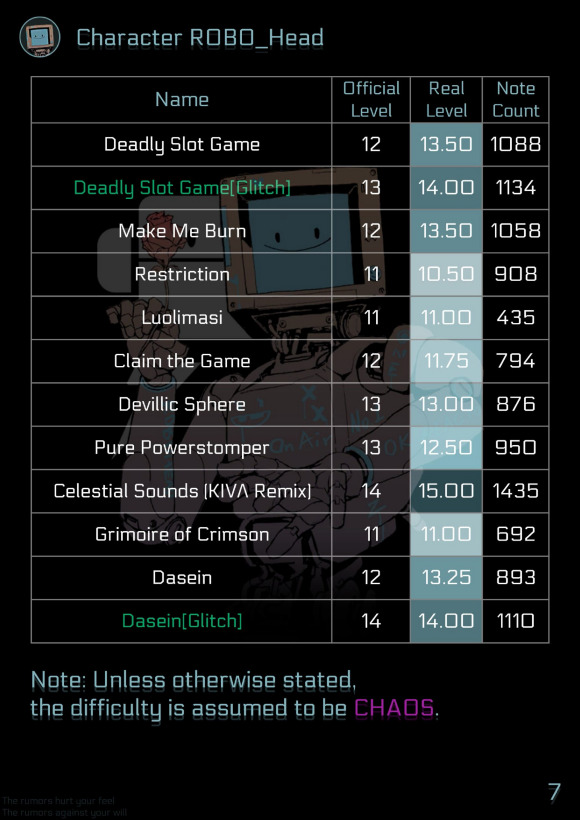 Character ROBO_Head
Name Official Level Real Level Note Count
Deadly Slot Game 12 13.50 1088
Deadly Slot Game[Glitch] 13 14.00 1134
Make Me Burn 12 13.50 1058
Restriction 11 10.50 908
Luolimasi 11 11.00 435
Claim the Game 12 11.75 794
Devillic Sphere 13 13.00 876
Pure Powerstomper 13 12.50 950
Celestial Sounds (KIVΛ Remix) 14 15.00 1435
Grimoire of Crimson 11 11.00 692
Dasein 12 13.25 893
Dasein[Glitch] 14 14.00 1110
On Air
Note: Unless otherwise stated,
the difficulty is assumed to be CHAOS.
7
The rumors hurt your feel
The rumors against your will